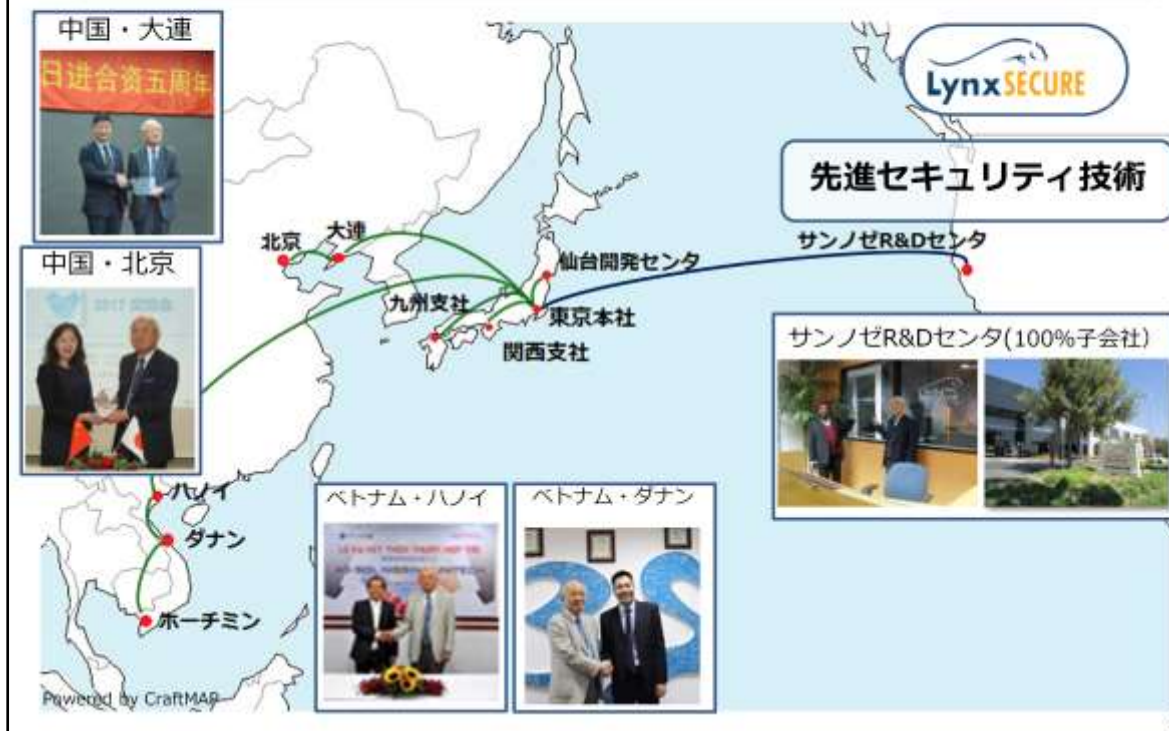 中国・大連
日进合资五周年
LynxSECURE
先進セキュリティ技術
北京
大連
サンノゼR&Dセンタ
中国・北京
2017
仙台開発センタ
九州支社
東京本社
関西支社
サンノゼR&Dセンタ(100%子会社)
ハノイ
ベトナム・ハノイ
ベトナム・ダナン
ダナン
ホーチミン
Powered by CraftMAP